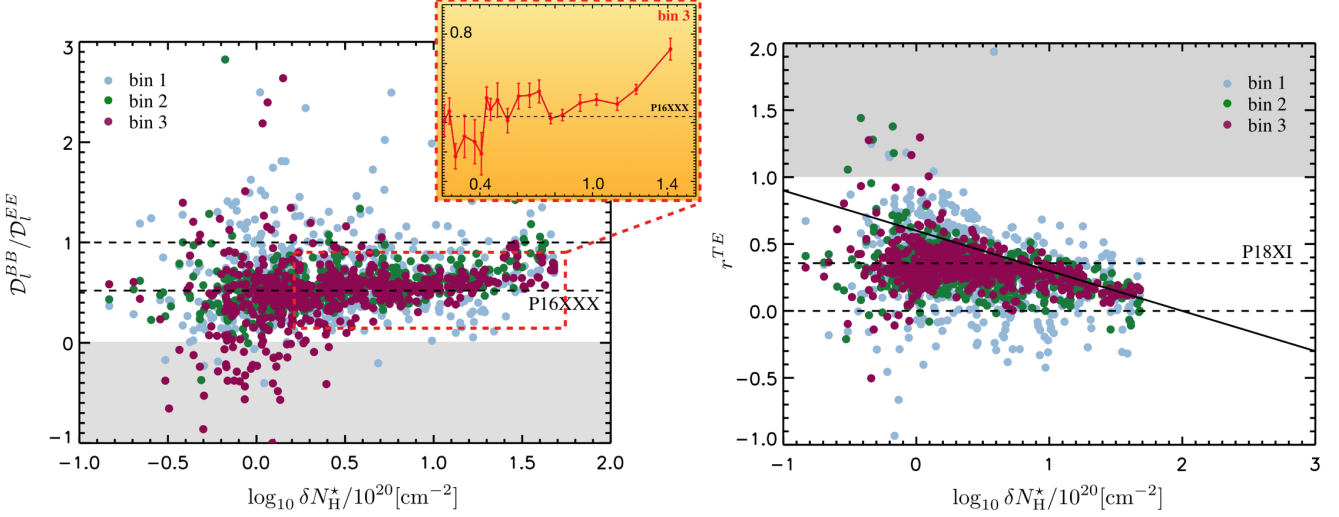 bin 3
0.8
P16XXX
0.4
1.0
1.4
3
2
1
0
−1
bin 1
bin 2
bin 3
P16XXX
𝒟_l^{BB}/𝒟_l^{EE}
−1.0
−0.5
0.0
0.5
1.0
1.5
2.0
log₁₀ δN_H^⋆/10²⁰[cm⁻²]
2.0
1.5
1.0
0.5
0.0
−0.5
−1.0
bin 1
bin 2
bin 3
P18XI
r^{TE}
−1
0
1
2
3
log₁₀ δN_H^⋆/10²⁰[cm⁻²]